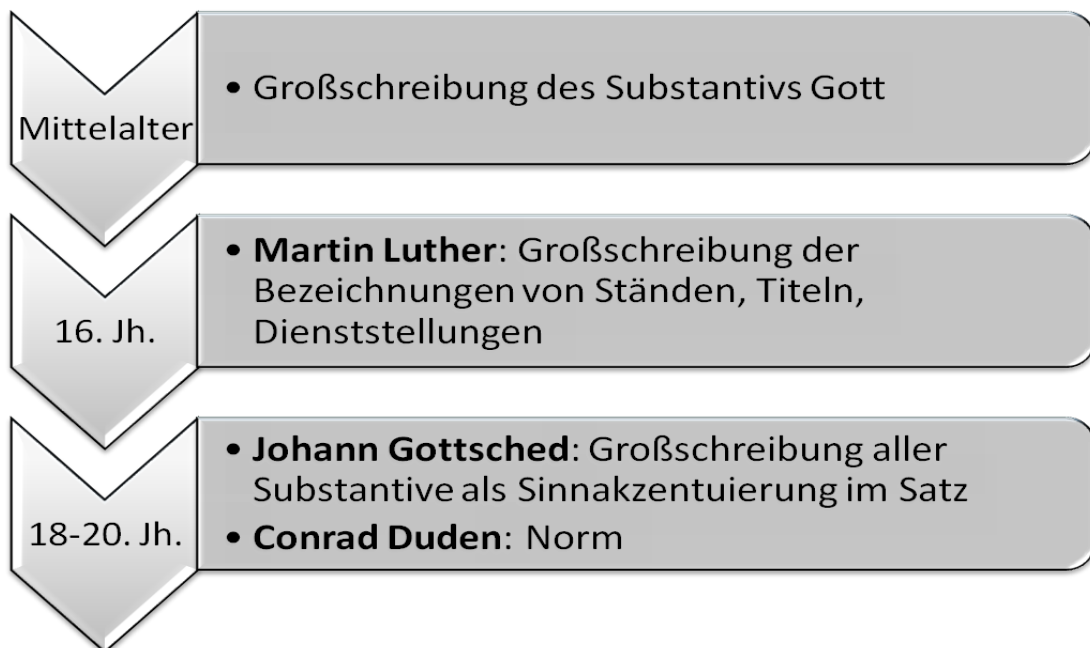 Mittelalter
• Großschreibung des Substantivs Gott
16. Jh.
• Martin Luther: Großschreibung der
Bezeichnungen von Ständen, Titeln,
Dienststellungen
18-20. Jh.
• Johann Gottsched: Großschreibung aller
Substantive als Sinnakzentuierung im Satz
• Conrad Duden: Norm